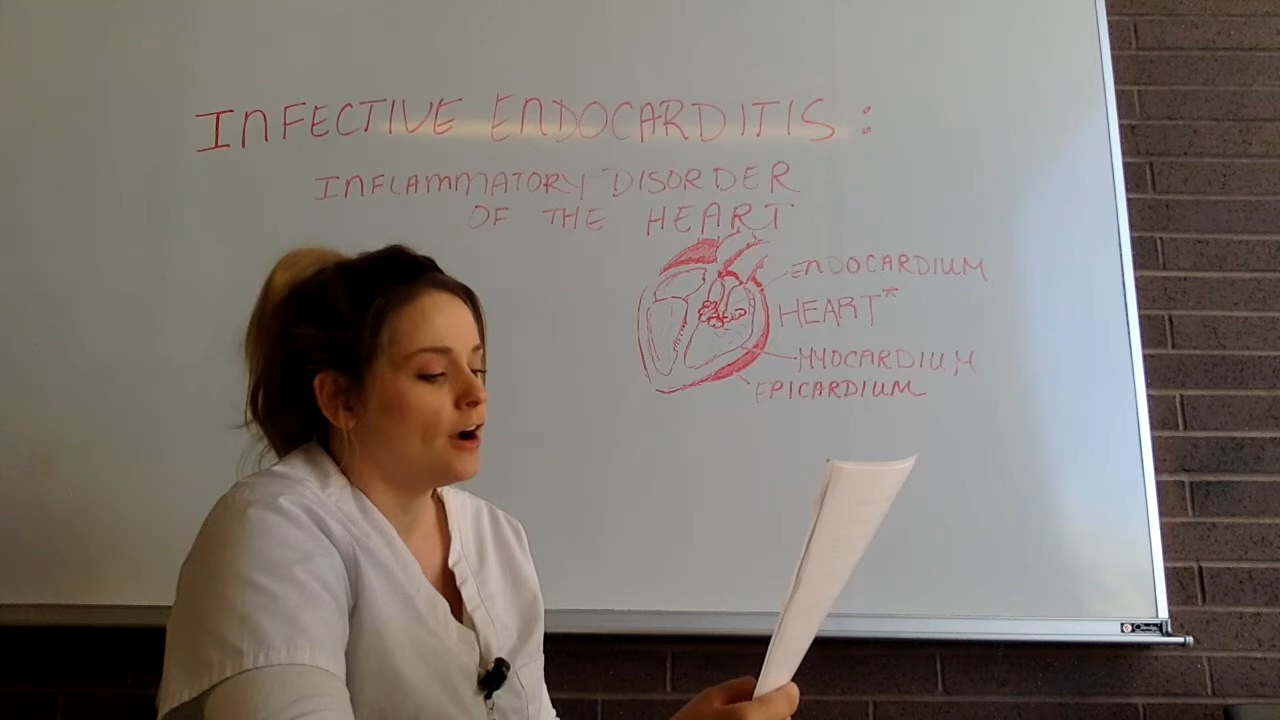 INFECTIVE ENDOCARDITIS:
INFLAMMATORY DISORDER
OF THE HEART
ENDOCARDIUM
HEART*
MYOCARDIUM
EPICARDIUM